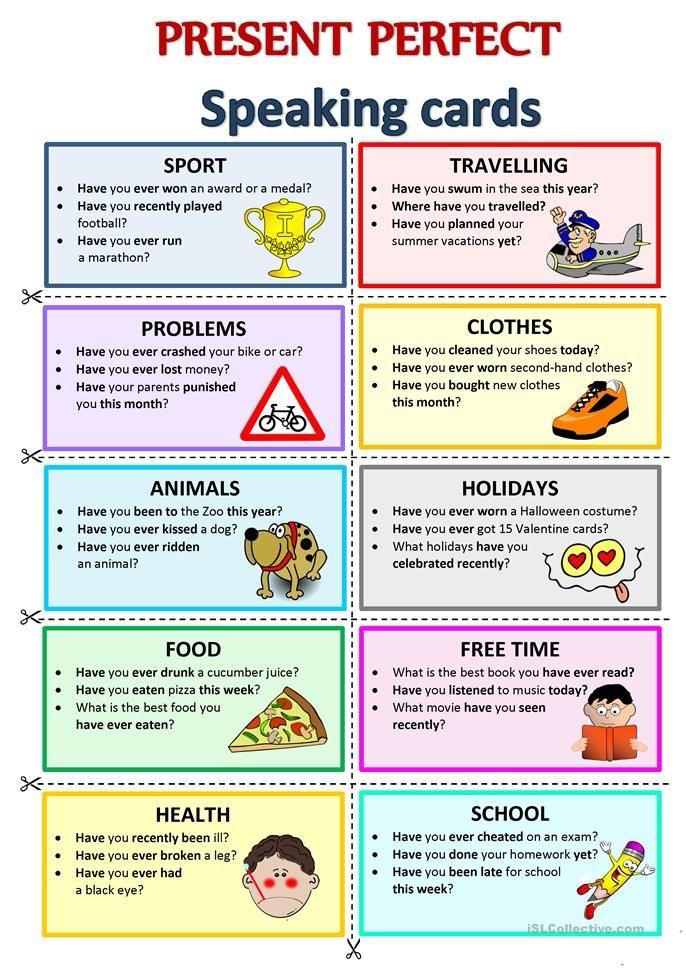 PRESENT PERFECT
Speaking cards
SPORT
• Have you ever won an award or a medal?
• Have you recently played
football?
• Have you ever run
a marathon?
I
TRAVELLING
• Have you swum in the sea this year?
• Where have you travelled?
• Have you planned your
summer vacations yet?
PROBLEMS
• Have you ever crashed your bike or car?
• Have you ever lost money?
• Have your parents punished
you this month?
CLOTHES
• Have you cleaned your shoes today?
• Have you ever worn second-hand clothes?
• Have you bought new clothes
this month?
ANIMALS
• Have you been to the Zoo this year?
• Have you ever kissed a dog?
• Have you ever ridden
an animal?
HOLIDAYS
• Have you ever worn a Halloween costume?
• Have you ever got 15 Valentine cards?
• What holidays have you
celebrated recently?
FOOD
• Have you ever drunk a cucumber juice?
• Have you eaten pizza this week?
• What is the best food you
have ever eaten?
FREE TIME
• What is the best book you have ever read?
• Have you listened to music today?
• What movie have you seen
recently?
HEALTH
• Have you recently been ill?
• Have you ever broken a leg?
• Have you ever had
a black eye?
SCHOOL
• Have you ever cheated on an exam?
• Have you done your homework yet?
• Have you been late for school
this week?
iSLCollective.com